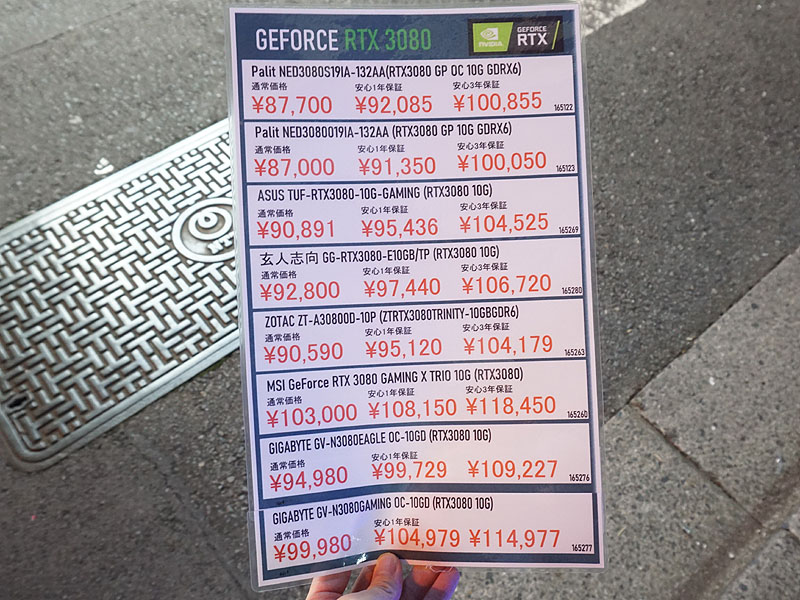 GEFORCE RTX 3080
NVIDIA
GEFORCE
RTX
Palit NED3080S19IA-132AA(RTX3080 GP OC 10G GDRX6)
通常価格 安心1年保証 安心3年保証
¥87,700 ¥92,085 ¥100,855 165122
Palit NED3080019IA-132AA (RTX3080 GP 10G GDRX6)
通常価格 安心1年保証 安心3年保証
¥87,000 ¥91,350 ¥100,050 165123
ASUS TUF-RTX3080-10G-GAMING (RTX3080 10G)
通常価格 安心1年保証 安心3年保証
¥90,891 ¥95,436 ¥104,525 165269
玄人志向 GG-RTX3080-E10GB/TP (RTX3080 10G)
通常価格 安心1年保証 安心3年保証
¥92,800 ¥97,440 ¥106,720 165280
ZOTAC ZT-A30800D-10P (ZTRTX3080TRINITY-10GBGDR6)
通常価格 安心1年保証 安心3年保証
¥90,590 ¥95,120 ¥104,179 165263
MSI GeForce RTX 3080 GAMING X TRIO 10G (RTX3080)
通常価格 安心1年保証 安心3年保証
¥103,000 ¥108,150 ¥118,450 165260
GIGABYTE GV-N3080EAGLE OC-10GD (RTX3080 10G)
通常価格 安心1年保証
¥94,980 ¥99,729 ¥109,227 165276
GIGABYTE GV-N3080GAMING OC-10GD (RTX3080 10G)
通常価格 安心1年保証
¥99,980 ¥104,979 ¥114,977 165277